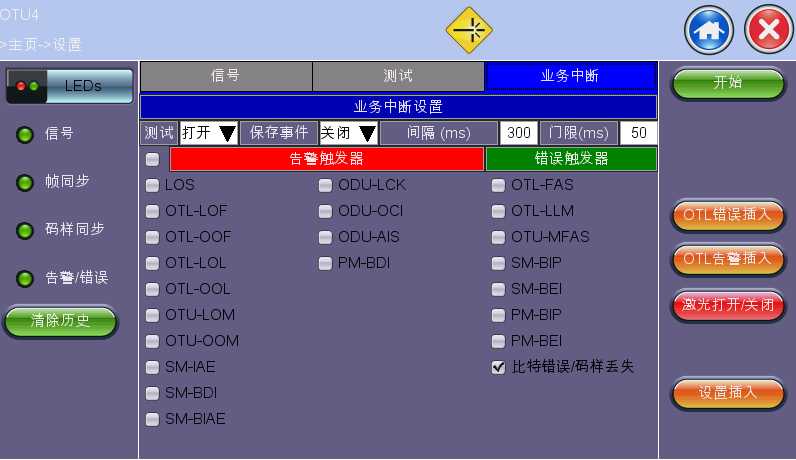 OTU4
>主页->设置
LEDs
信号
测试
业务中断
开始
业务中断设置
测试 打开 保存事件 关闭 间隔 (ms) 300 门限(ms) 50
告警触发器 错误触发器
信号
帧同步
码样同步
告警/错误
清除历史
LOS ODU-LCK OTL-FAS
OTL-LOF ODU-OCI OTL-LLM
OTL-OOF ODU-AIS OTU-MFAS
OTL-LOL PM-BDI SM-BIP
OTL-OOL SM-BEI
OTU-LOM PM-BIP
OTU-OOM PM-BEI
SM-IAE 比特错误/码样丢失
SM-BDI
SM-BIAE
OTL错误插入
OTL告警插入
激光打开/关闭
设置插入